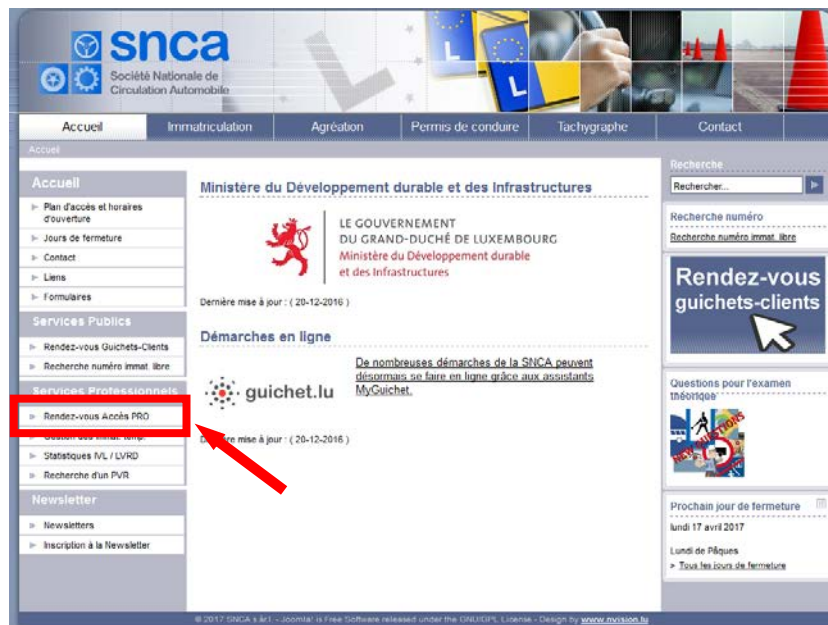 snca
Société Nationale de
Circulation Automobile
L
L
Accueil
Immatriculation
Agréation
Permis de conduire
Tachygraphe
Contact
Accueil
Accueil
Plan d'accès et horaires
d'ouverture
Jours de fermeture
Contact
Liens
Formulaires
Services Publics
Rendez-vous Guichets-Clients
Recherche numéro immat. libre
Services Professionnels
Rendez-vous Accès PRO
Gestion des immat. temp.
Statistiques IVL / LVRD
Recherche d'un PVR
Newsletter
Newsletters
Inscription à la Newsletter
Ministère du Développement durable et des Infrastructures
LE GOUVERNEMENT
DU GRAND-DUCHÉ DE LUXEMBOURG
Ministère du Développement durable
et des Infrastructures
Dernière mise à jour : ( 20-12-2016 )
Démarches en ligne
guichet.lu
De nombreuses démarches de la SNCA peuvent
désormais se faire en ligne grâce aux assistants
MyGuichet.
mise à jour : ( 20-12-2016 )
Recherche
Rechercher...
Recherche numéro
Recherche numéro immat. libre
Rendez-vous
guichets-clients
Questions pour l'examen
théorique
NEW QUESTIONS
Prochain jour de fermeture
lundi 17 avril 2017
Lundi de Pâques
> Tous les jours de fermeture
© 2017 SNCA s.àr.l. - Joomla! is Free Software released under the GNU/GPL License - Design by www.nvision.lu